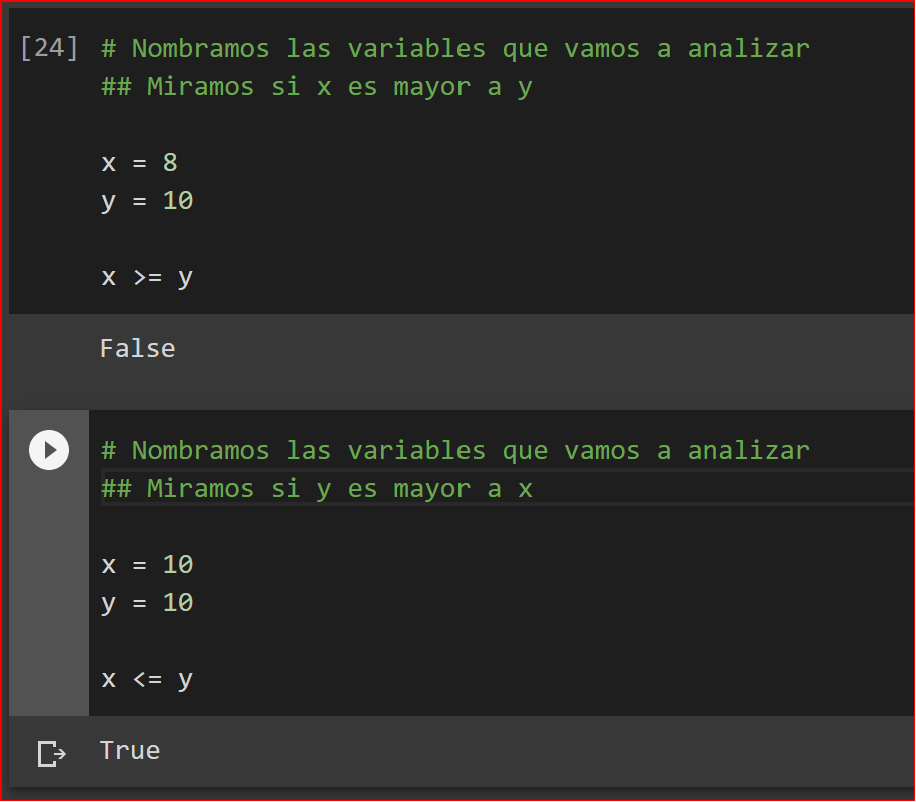 [24] # Nombramos las variables que vamos a analizar
## Miramos si x es mayor a y
x = 8
y = 10
x >= y
False
# Nombramos las variables que vamos a analizar
## Miramos si y es mayor a x
x = 10
y = 10
x <= y
True